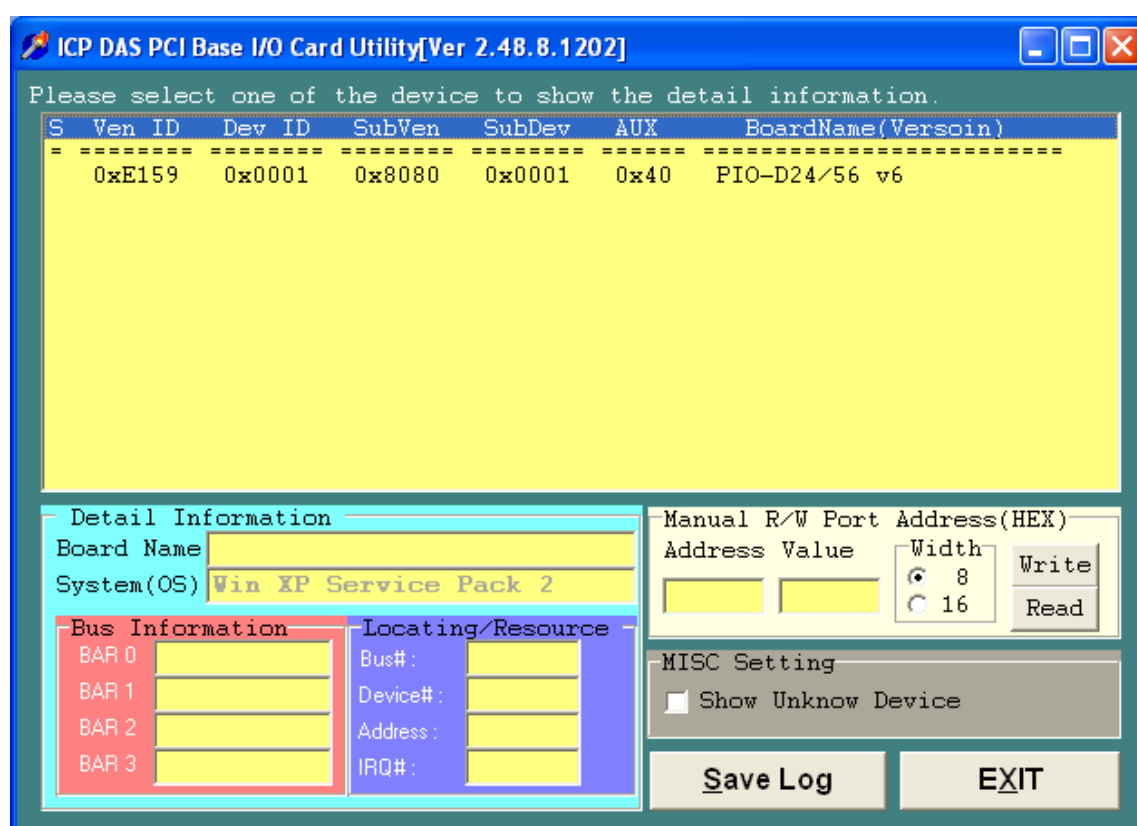 ICP DAS PCI Base I/O Card Utility[Ver 2.48.8.1202]
Please select one of the device to show the detail information.
S Ven ID Dev ID SubVen SubDev AUX BoardName(Versoin)
= ======== ======== ======== ======== ====== =========================
0xE159 0x0001 0x8080 0x0001 0x40 PIO-D24/56 v6
Detail Information
Board Name
System(OS) Win XP Service Pack 2
Bus Information
BAR 0
BAR 1
BAR 2
BAR 3
Locating/Resource
Bus# :
Device# :
Address :
IRQ# :
Manual R/W Port Address(HEX)
Address Value
Width
8
16
Write
Read
MISC Setting
Show Unknow Device
Save Log
EXIT